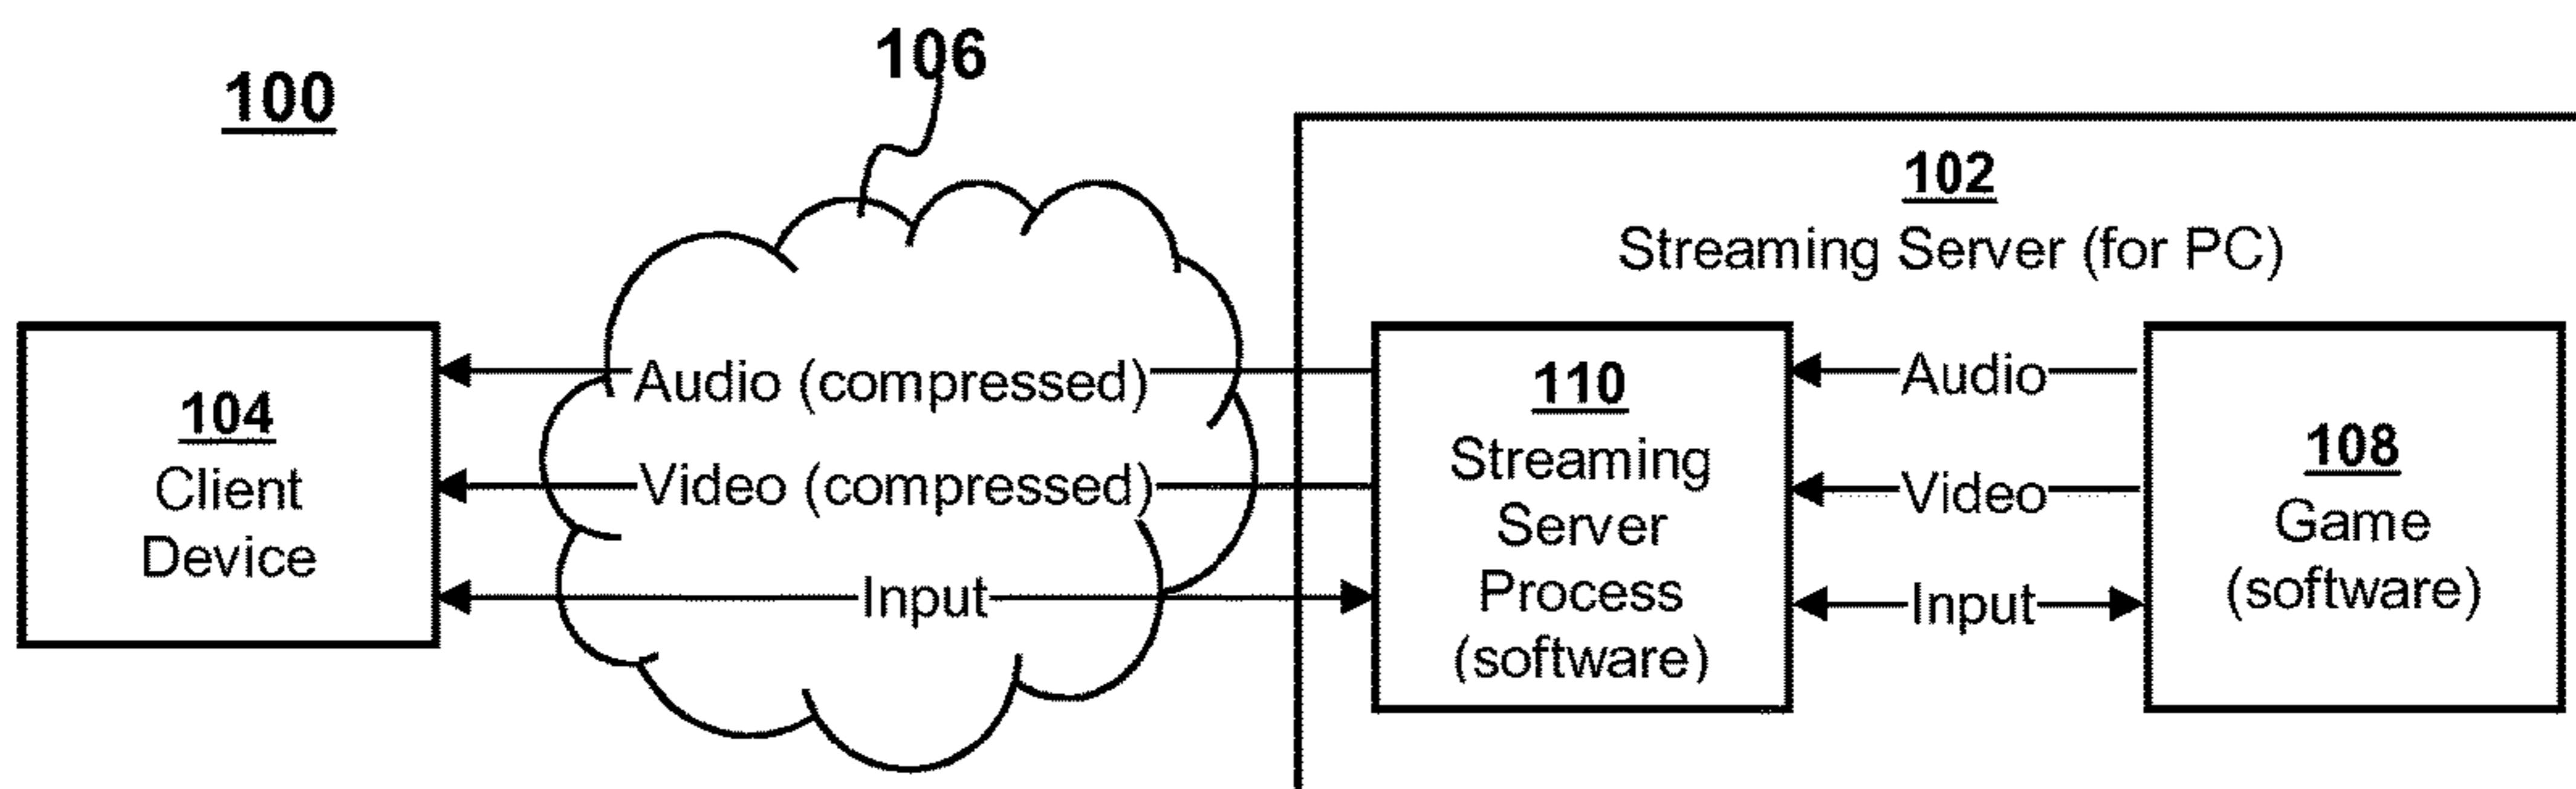 100
106
102
Streaming Server (for PC)
104
Client
Device
Audio (compressed)
Video (compressed)
Input
110
Streaming
Server
Process
(software)
Audio
Video
Input
108
Game
(software)